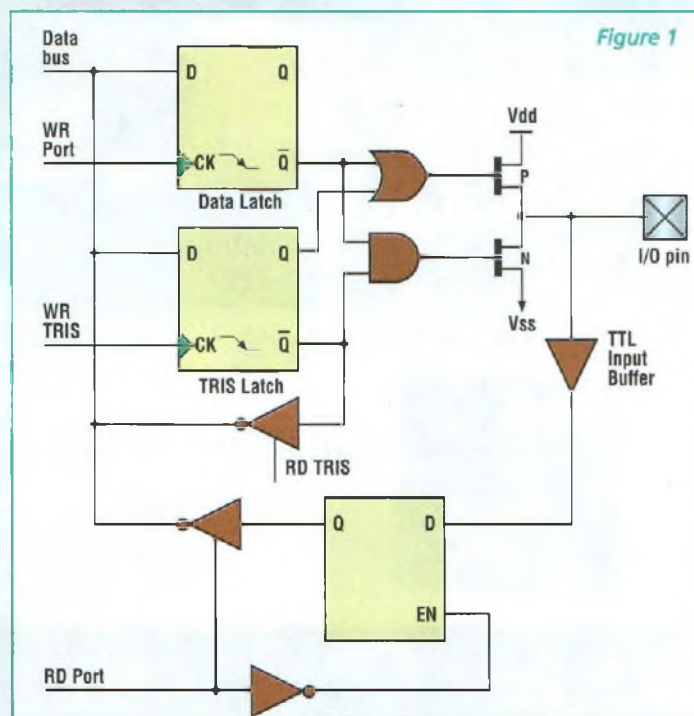 Figure 1
Data
bus
D
Q
Vdd
WR
Port
CK
Q
P
Data Latch
I/O pin
D
Q
N
WR
TRIS
CK
Q
Vss
TTL
Input
Buffer
TRIS Latch
RD TRIS
Q
D
EN
RD Port